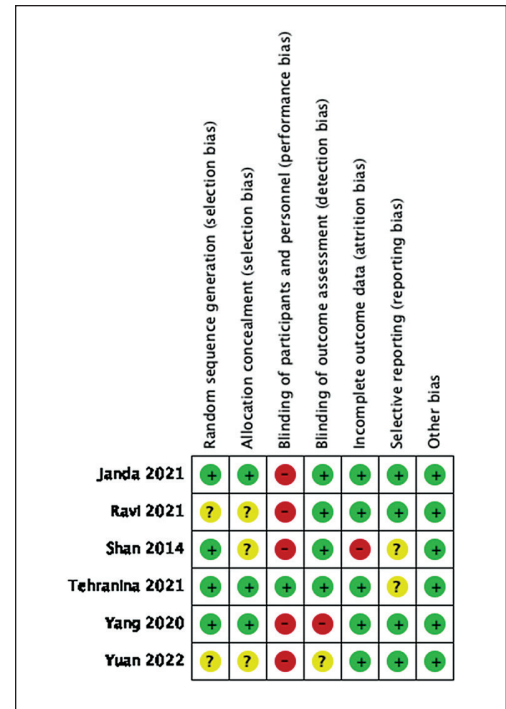 Random sequence generation (selection bias)
Allocation concealment (selection bias)
Blinding of participants and personnel (performance bias)
Blinding of outcome assessment (detection bias)
Incomplete outcome data (attrition bias)
Selective reporting (reporting bias)
Other bias
Janda 2021 + + - + + + +
Ravi 2021 ? ? - + + + +
Shan 2014 + ? - + - ? +
Tehranina 2021 + + + + + ? +
Yang 2020 + + - - + + +
Yuan 2022 ? ? - ? + + +